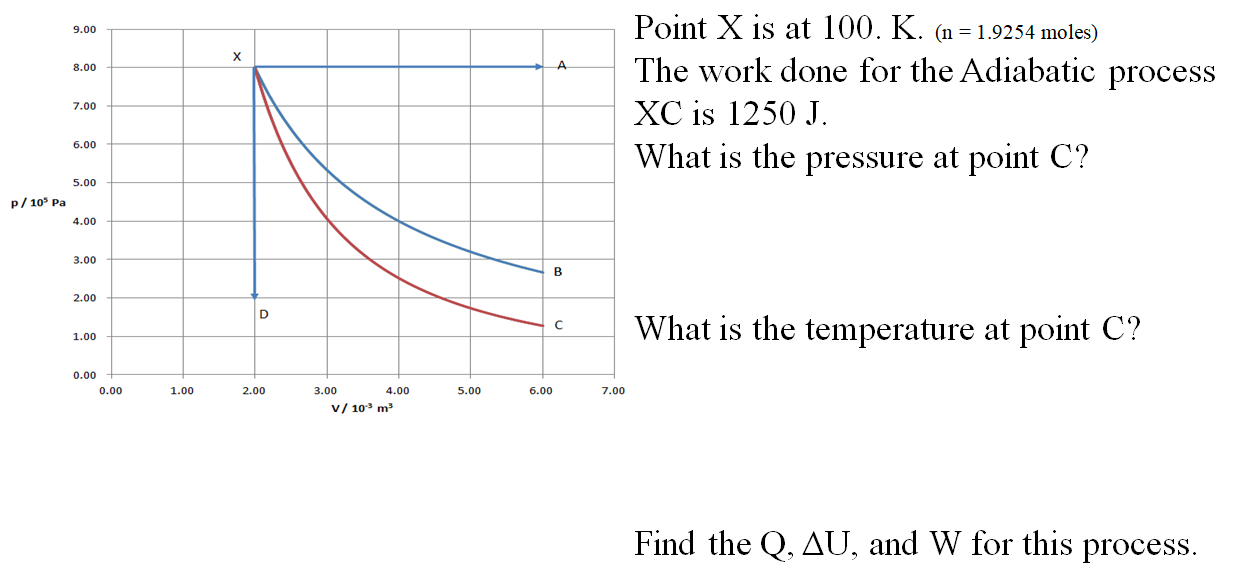 9.00
8.00
7.00
6.00
5.00
4.00
3.00
2.00
1.00
0.00
p / 10⁵ Pa
X
A
B
C
D
0.00 1.00 2.00 3.00 4.00 5.00 6.00 7.00
V / 10⁻³ m³
Point X is at 100. K. (n = 1.9254 moles)
The work done for the Adiabatic process
XC is 1250 J.
What is the pressure at point C?
What is the temperature at point C?
Find the Q, ΔU, and W for this process.